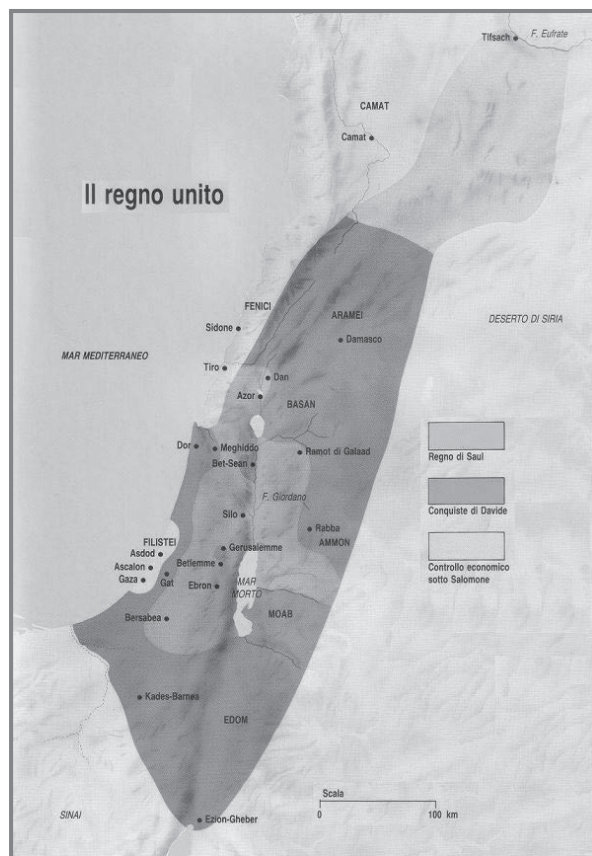 Tifsach
F. Eufrate
CAMAT
Camat
Il regno unito
FENICI
ARAMEI
Sidone
DESERTO DI SIRIA
Damasco
MAR MEDITERRANEO
Tiro
Dan
Azor
BASAN
Dor
Meghiddo
Ramot di Galaad
Bet-Sean
Regno di Saul
F. Giordano
Silo
Conquiste di Davide
Rabba
FILISTEI
AMMON
Asdod
Gerusalemme
Ascalon
Betlemme
Controllo economico
sotto Salomone
Gaza
Gat
Ebron
MAR
MORTO
Bersabea
MOAB
Kades-Barnea
EDOM
Scala
SINAI
Ezion-Gheber
0
100 km